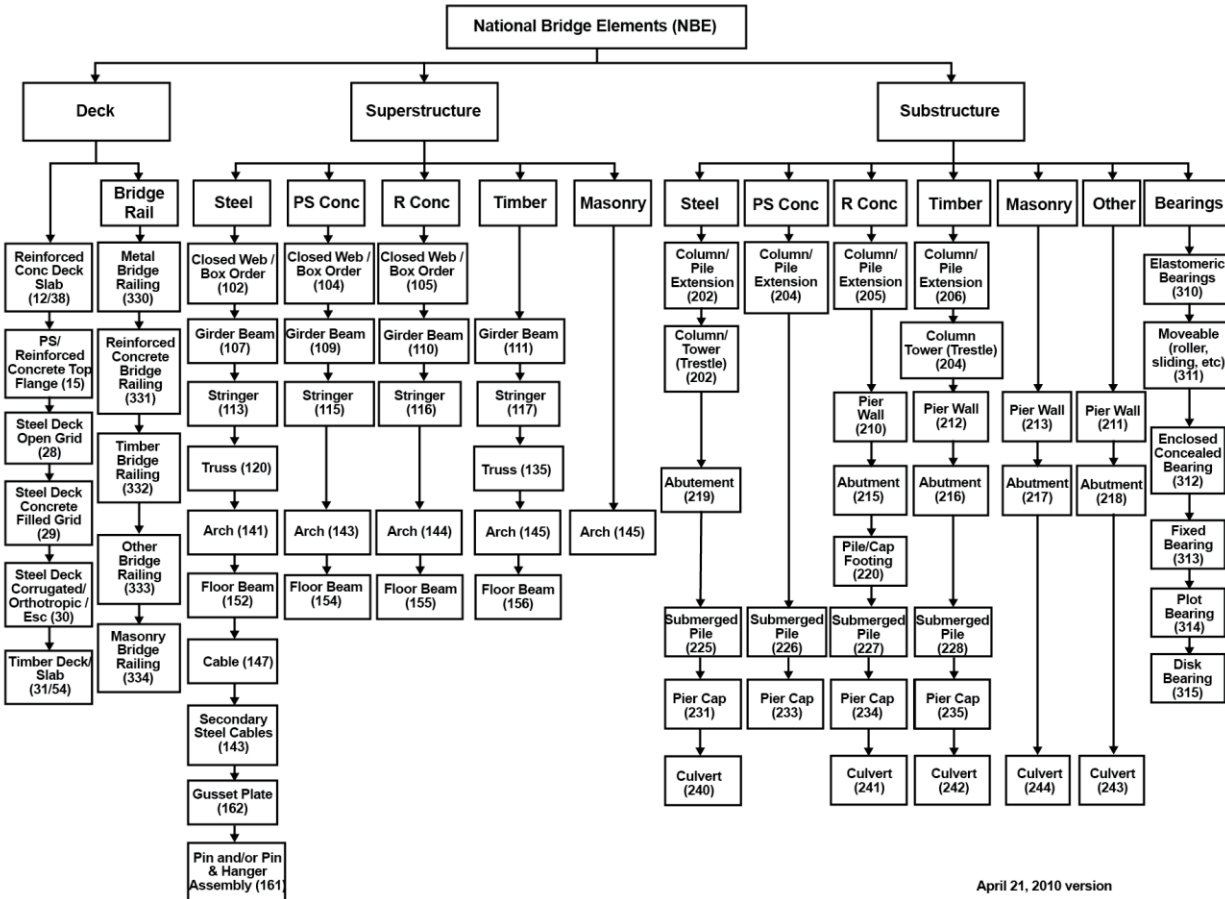 National Bridge Elements (NBE)
Deck
Superstructure
Substructure
Bridge
Rail
Steel
PS Conc
R Conc
Timber
Masonry
Steel
PS Conc
R Conc
Timber
Masonry
Other
Bearings
Reinforced
Conc Deck
Slab
(12/38)
PS/
Reinforced
Concrete Top
Flange (15)
Steel Deck
Open Grid
(28)
Steel Deck
Concrete
Filled Grid
(29)
Steel Deck
Corrugated/
Orthotropic /
Esc (30)
Timber Deck/
Slab
(31/54)
Metal
Bridge
Railing
(330)
Reinforced
Concrete
Bridge
Railing
(331)
Timber
Bridge
Railing
(332)
Other
Bridge
Railing
(333)
Masonry
Bridge
Railing
(334)
Closed Web /
Box Order
(102)
Girder Beam
(107)
Stringer
(113)
Truss (120)
Arch (141)
Floor Beam
(152)
Cable (147)
Secondary
Steel Cables
(143)
Gusset Plate
(162)
Pin and/or Pin
& Hanger
Assembly (161)
Closed Web /
Box Order
(104)
Girder Beam
(109)
Stringer
(115)
Arch (143)
Floor Beam
(154)
Closed Web /
Box Order
(105)
Girder Beam
(110)
Stringer
(116)
Arch (144)
Floor Beam
(155)
Girder Beam
(111)
Stringer
(117)
Truss (135)
Arch (145)
Floor Beam
(156)
Arch (145)
Column/
Pile
Extension
(202)
Column/
Tower
(Trestle)
(202)
Abutement
(219)
Submerged
Pile
(225)
Pier Cap
(231)
Culvert
(240)
Column/
Pile
Extension
(204)
Submerged
Pile
(226)
Pier Cap
(233)
Column/
Pile
Extension
(205)
Pier
Wall
(210)
Abutment
(215)
Pile/Cap
Footing
(220)
Submerged
Pile
(227)
Pier Cap
(234)
Culvert
(241)
Column/
Pile
Extension
(206)
Column
Tower (Trestle)
(204)
Pier Wall
(212)
Abutment
(216)
Submerged
Pile
(228)
Pier Cap
(235)
Culvert
(242)
Pier Wall
(213)
Abutment
(217)
Culvert
(244)
Pier Wall
(211)
Abutment
(218)
Culvert
(243)
Elastomeric
Bearings
(310)
Moveable
(roller,
sliding, etc)
(311)
Enclosed
Concealed
Bearing
(312)
Fixed
Bearing
(313)
Plot
Bearing
(314)
Disk
Bearing
(315)
April 21, 2010 version